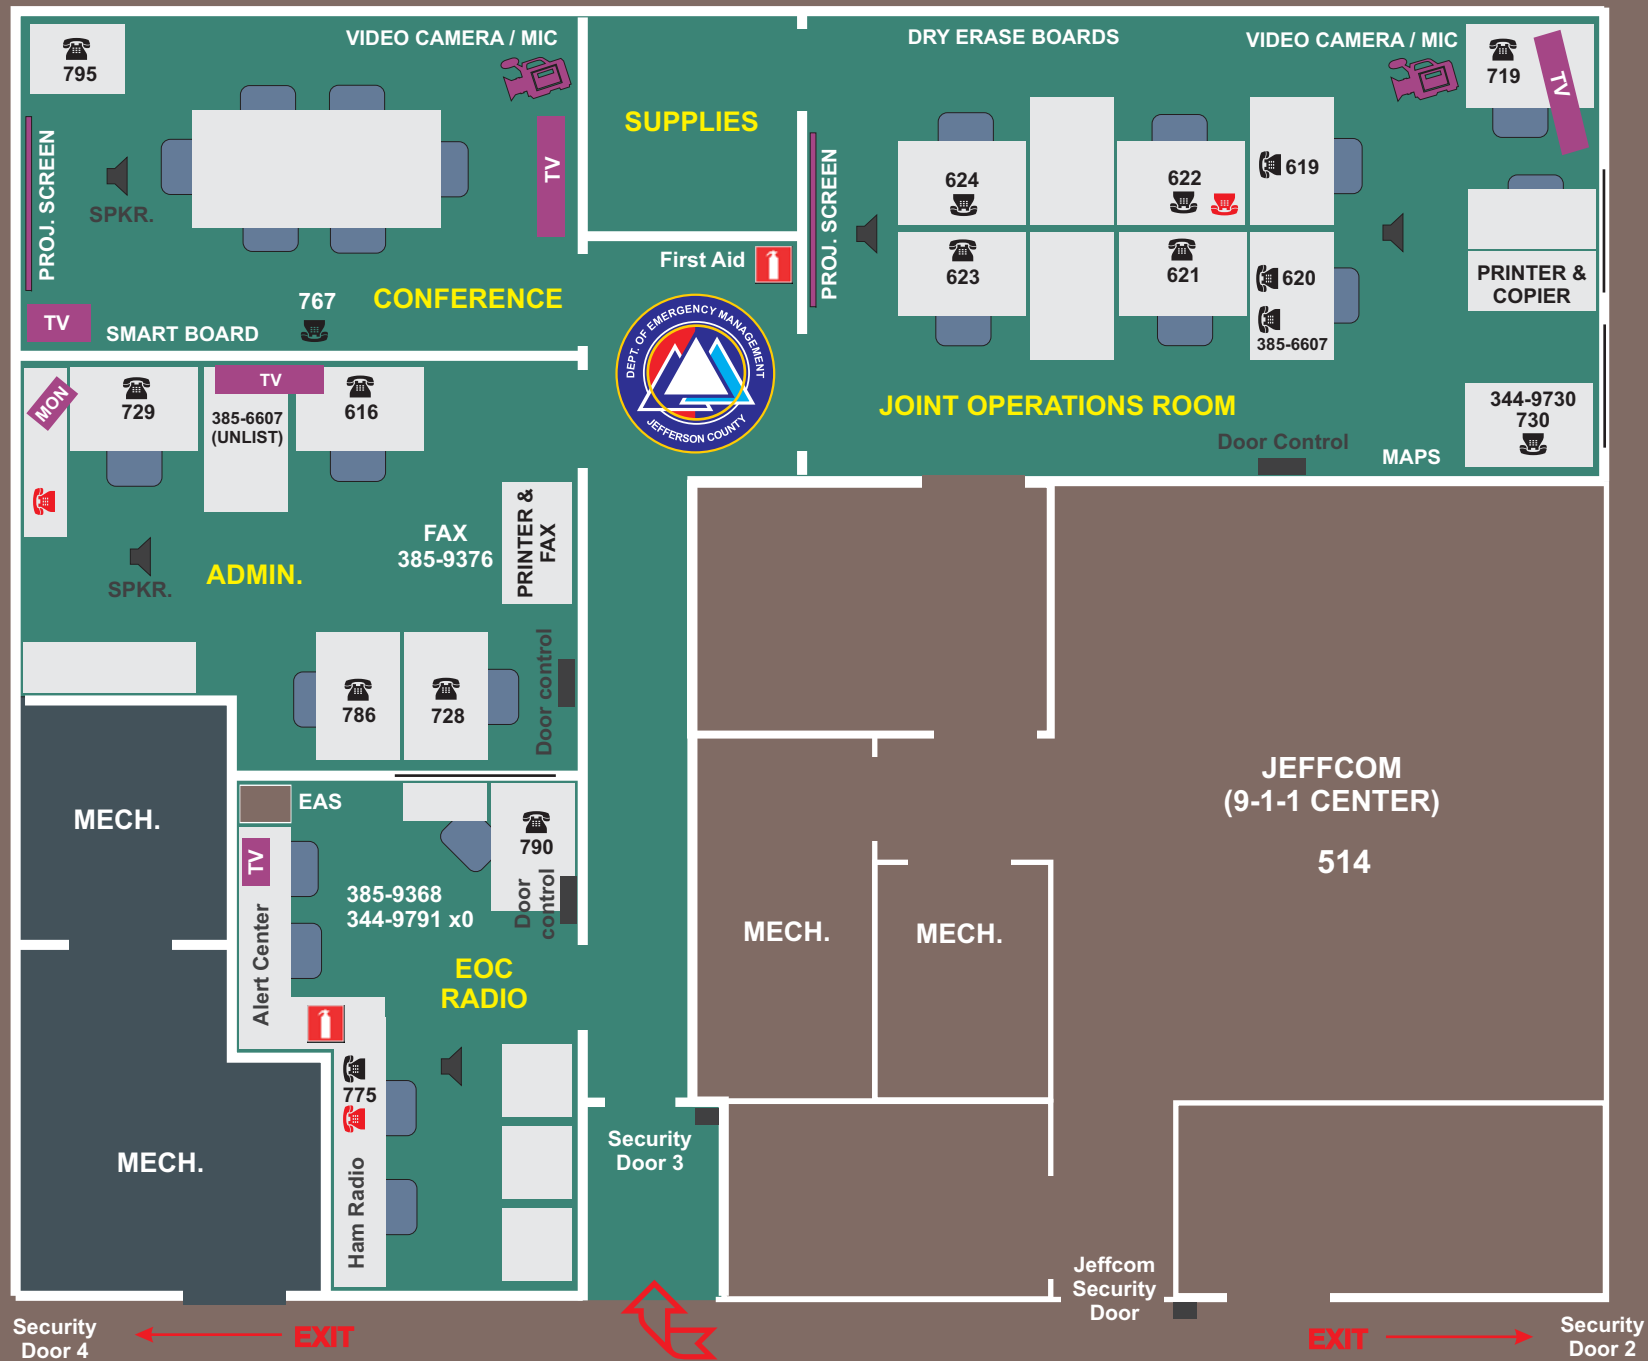 795
VIDEO CAMERA / MIC
PROJ. SCREEN
SPKR.
TV
TV
SMART BOARD
767
CONFERENCE
SUPPLIES
First Aid
DEPT. OF EMERGENCY MANAGEMENT
JEFFERSON COUNTY
DRY ERASE BOARDS
VIDEO CAMERA / MIC
719
TV
PROJ. SCREEN
624
622
619
623
621
620
385-6607
PRINTER &
COPIER
JOINT OPERATIONS ROOM
344-9730
730
Door Control
MAPS
MON
729
TV
385-6607
(UNLIST)
616
FAX
385-9376
PRINTER &
FAX
SPKR.
ADMIN.
786
728
Door control
MECH.
MECH.
EAS
TV
Alert Center
790
Door
control
385-9368
344-9791 x0
EOC
RADIO
775
Ham Radio
Security
Door 3
MECH.
MECH.
JEFFCOM
(9-1-1 CENTER)
514
Jeffcom
Security
Door
Security
Door 4
EXIT
EXIT
Security
Door 2